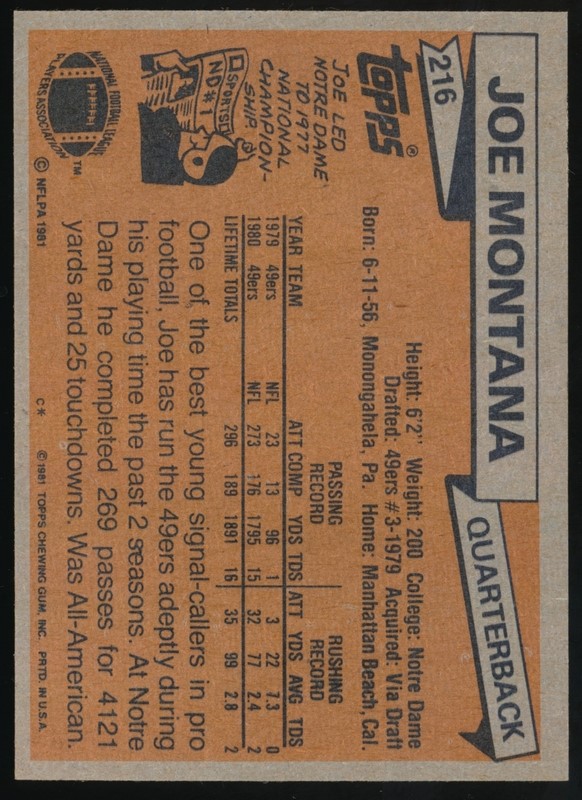 JOE MONTANA
QUARTERBACK
216
topps®
Height: 6'2" Weight: 200 College: Notre Dame
Drafted: 49ers #3-1979 Acquired: Via Draft
Born: 6-11-56, Monongahela, Pa. Home: Manhattan Beach, Cal.
JOE LED
NOTRE DAME
TO 1977
NATIONAL
CHAMPION-
SHIP
SPORTS
ND #1
PASSING RUSHING
RECORD RECORD
YEAR TEAM ATT COMP YDS TDS ATT YDS AVG TDS
1979 49ers NFL 23 13 96 1 3 22 7.3 0
1980 49ers NFL 273 176 1795 15 32 77 2.4 2
LIFETIME TOTALS 296 189 1891 16 35 99 2.8 2
One of the best young signal-callers in pro
football, Joe has run the 49ers adeptly during
his playing time the past 2 seasons. At Notre
Dame he completed 269 passes for 4121
yards and 25 touchdowns. Was All-American.
NATIONAL FOOTBALL LEAGUE
PLAYERS ASSOCIATION
™
© NFLPA 1981
C*
©1981 TOPPS CHEWING GUM, INC. PRTD. IN U.S.A.